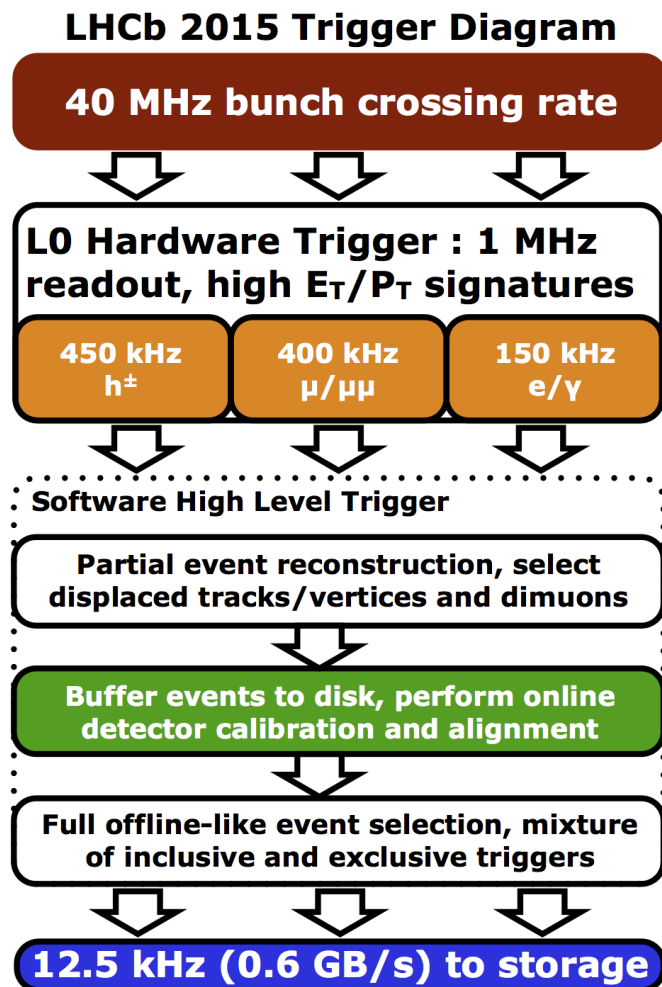 LHCb 2015 Trigger Diagram
40 MHz bunch crossing rate
L0 Hardware Trigger : 1 MHz
readout, high Eᴛ/Pᴛ signatures
450 kHz
h±
400 kHz
μ/μμ
150 kHz
e/γ
Software High Level Trigger
Partial event reconstruction, select
displaced tracks/vertices and dimuons
Buffer events to disk, perform online
detector calibration and alignment
Full offline-like event selection, mixture
of inclusive and exclusive triggers
12.5 kHz (0.6 GB/s) to storage